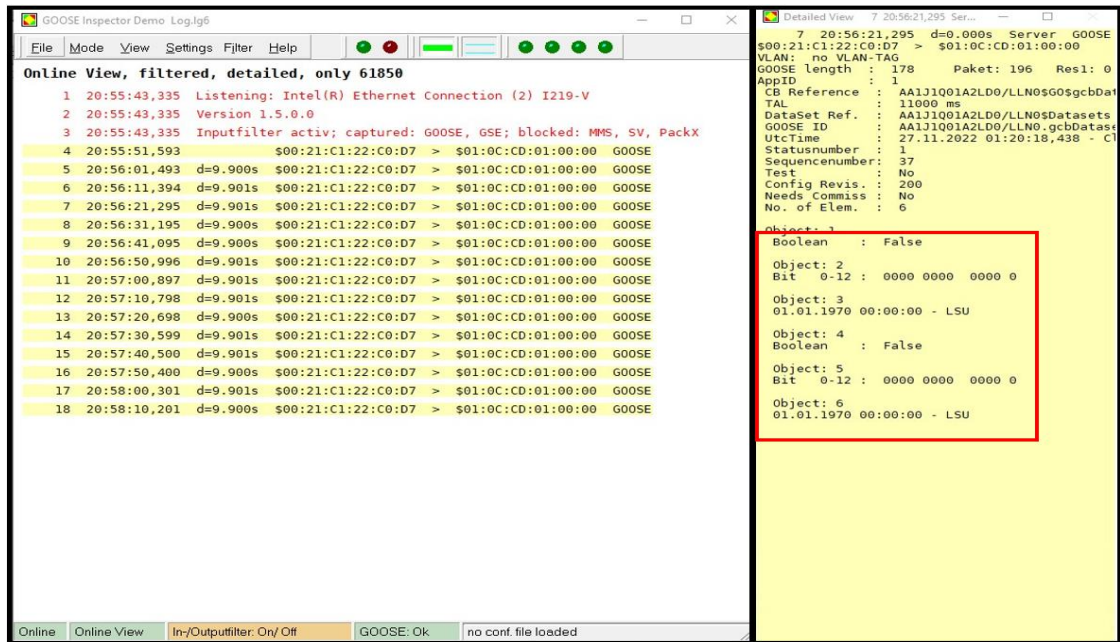 GOOSE Inspector Demo Log.lg6
File Mode View Settings Filter Help
Online View, filtered, detailed, only 61850
1 20:55:43,335 Listening: Intel(R) Ethernet Connection (2) I219-V
2 20:55:43,335 Version 1.5.0.0
3 20:55:43,335 Inputfilter activ; captured: GOOSE, GSE; blocked: MMS, SV, PackX
4 20:55:51,593 $00:21:C1:22:C0:D7 > $01:0C:CD:01:00:00 GOOSE
5 20:56:01,493 d=9.900s $00:21:C1:22:C0:D7 > $01:0C:CD:01:00:00 GOOSE
6 20:56:11,394 d=9.901s $00:21:C1:22:C0:D7 > $01:0C:CD:01:00:00 GOOSE
7 20:56:21,295 d=9.901s $00:21:C1:22:C0:D7 > $01:0C:CD:01:00:00 GOOSE
8 20:56:31,195 d=9.900s $00:21:C1:22:C0:D7 > $01:0C:CD:01:00:00 GOOSE
9 20:56:41,095 d=9.900s $00:21:C1:22:C0:D7 > $01:0C:CD:01:00:00 GOOSE
10 20:56:50,996 d=9.901s $00:21:C1:22:C0:D7 > $01:0C:CD:01:00:00 GOOSE
11 20:57:00,897 d=9.901s $00:21:C1:22:C0:D7 > $01:0C:CD:01:00:00 GOOSE
12 20:57:10,798 d=9.901s $00:21:C1:22:C0:D7 > $01:0C:CD:01:00:00 GOOSE
13 20:57:20,698 d=9.900s $00:21:C1:22:C0:D7 > $01:0C:CD:01:00:00 GOOSE
14 20:57:30,599 d=9.901s $00:21:C1:22:C0:D7 > $01:0C:CD:01:00:00 GOOSE
15 20:57:40,500 d=9.901s $00:21:C1:22:C0:D7 > $01:0C:CD:01:00:00 GOOSE
16 20:57:50,400 d=9.900s $00:21:C1:22:C0:D7 > $01:0C:CD:01:00:00 GOOSE
17 20:58:00,301 d=9.901s $00:21:C1:22:C0:D7 > $01:0C:CD:01:00:00 GOOSE
18 20:58:10,201 d=9.900s $00:21:C1:22:C0:D7 > $01:0C:CD:01:00:00 GOOSE
Online Online View In-/Outputfilter: On/ Off GOOSE: Ok no conf. file loaded
Detailed View 7 20:56:21,295 Ser...
7 20:56:21,295 d=0.000s Server GOOSE
$00:21:C1:22:C0:D7 > $01:0C:CD:01:00:00
VLAN: no VLAN-TAG
GOOSE length : 178 Paket: 196 Res1: 0
AppID : 1
CB Reference : AA1J1Q01A2LD0/LLN0$GO$gcbDat
TAL : 11000 ms
DataSet Ref. : AA1J1Q01A2LD0/LLN0$Datasets
GOOSE ID : AA1J1Q01A2LD0/LLN0.gcbDatase
UtcTime : 27.11.2022 01:20:18,438 - Cl
Statusnumber : 1
Sequencenumber: 37
Test : No
Config Revis. : 200
Needs Commiss : No
No. of Elem. : 6
Object: 1
Boolean : False
Object: 2
Bit 0-12 : 0000 0000 0000 0
Object: 3
01.01.1970 00:00:00 - LSU
Object: 4
Boolean : False
Object: 5
Bit 0-12 : 0000 0000 0000 0
Object: 6
01.01.1970 00:00:00 - LSU